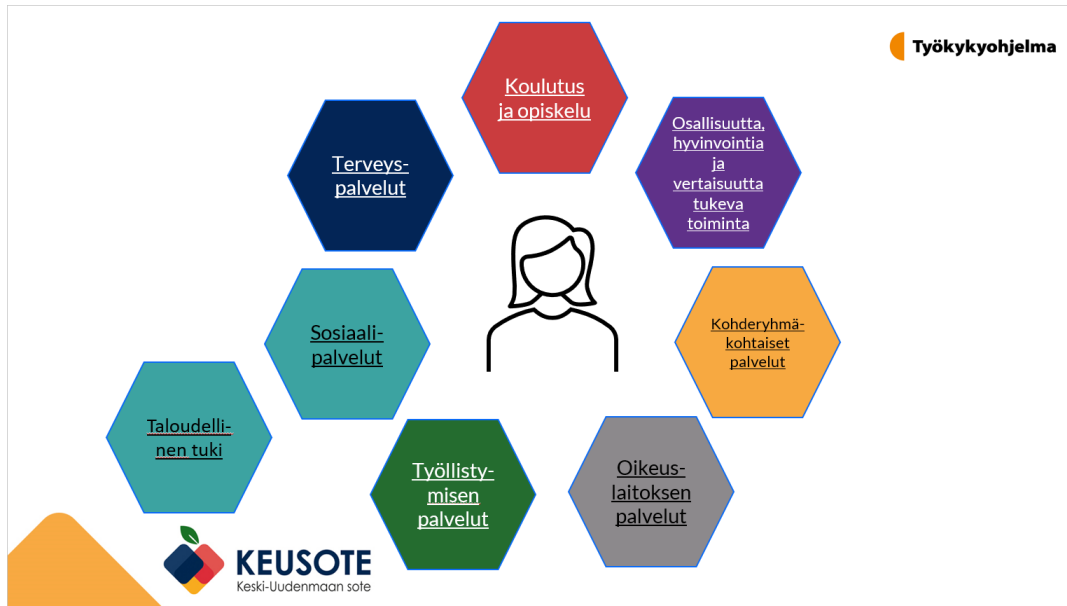 Työkykyohjelma
Koulutus
ja opiskelu
Terveys-
palvelut
Osallisuutta,
hyvinvointia
ja
vertaisuutta
tukeva
toiminta
Sosiaali-
palvelut
Kohderyhmä-
kohtaiset
palvelut
Taloudelli-
nen tuki
Työllisty-
misen
palvelut
Oikeus-
laitoksen
palvelut
KEUSOTE
Keski-Uudenmaan sote